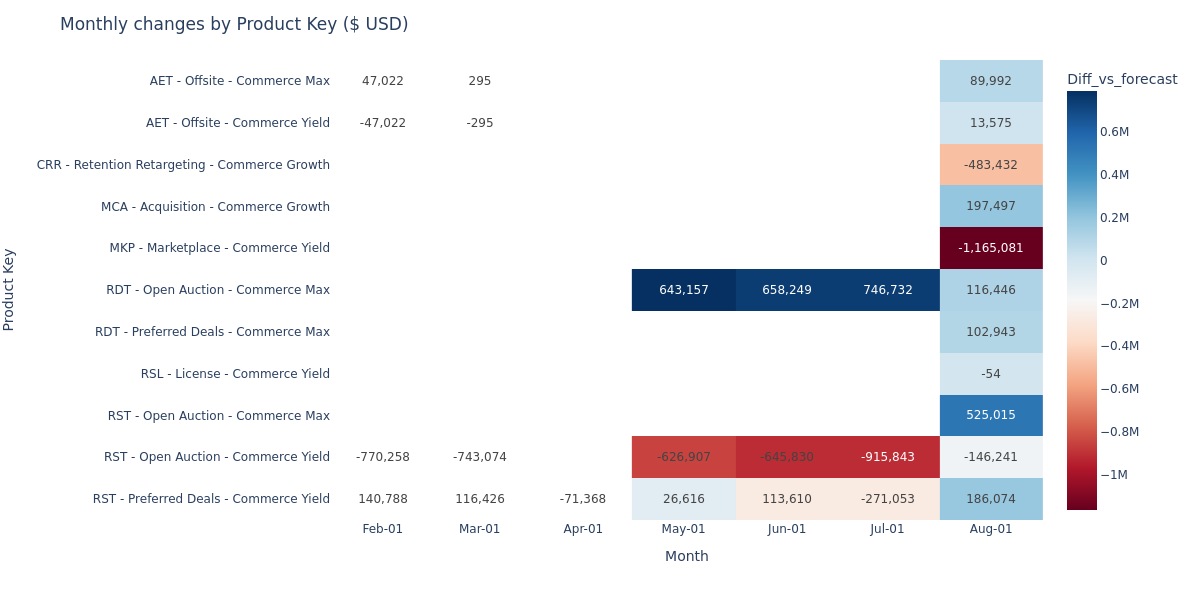 Monthly changes by Product Key ($ USD)
Diff_vs_forecast
AET - Offsite - Commerce Max 47,022 295 89,992
AET - Offsite - Commerce Yield -47,022 -295 13,575
CRR - Retention Retargeting - Commerce Growth -483,432
MCA - Acquisition - Commerce Growth 197,497
MKP - Marketplace - Commerce Yield -1,165,081
RDT - Open Auction - Commerce Max 643,157 658,249 746,732 116,446
RDT - Preferred Deals - Commerce Max 102,943
RSL - License - Commerce Yield -54
RST - Open Auction - Commerce Max 525,015
RST - Open Auction - Commerce Yield -770,258 -743,074 -626,907 -645,830 -915,843 -146,241
RST - Preferred Deals - Commerce Yield 140,788 116,426 -71,368 26,616 113,610 -271,053 186,074
Feb-01 Mar-01 Apr-01 May-01 Jun-01 Jul-01 Aug-01
Month
Product Key
0.6M
0.4M
0.2M
0
−0.2M
−0.4M
−0.6M
−0.8M
−1M